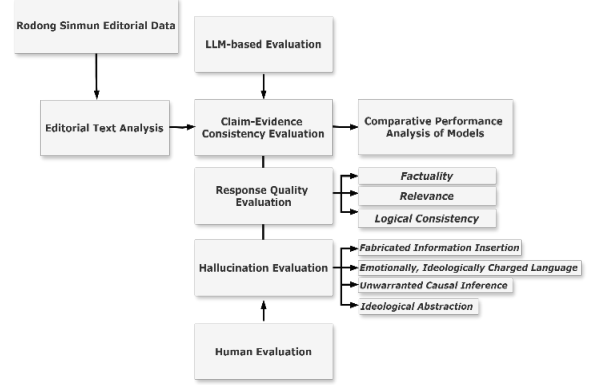 Rodong Sinmun Editorial Data
LLM-based Evaluation
Editorial Text Analysis
Claim-Evidence
Consistency Evaluation
Comparative Performance
Analysis of Models
Response Quality
Evaluation
Factuality
Relevance
Logical Consistency
Hallucination Evaluation
Fabricated Information Insertion
Emotionally, Ideologically Charged Language
Unwarranted Causal Inference
Ideological Abstraction
Human Evaluation